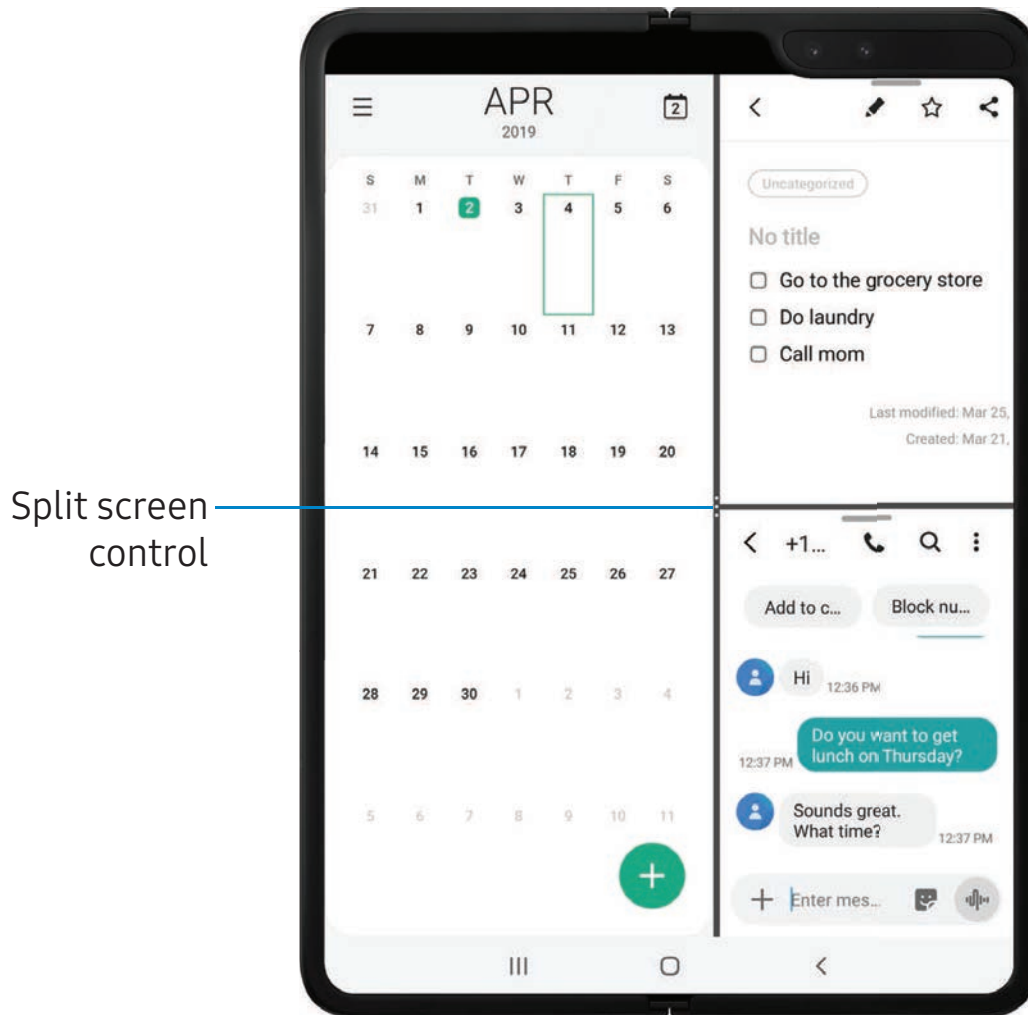 Split screen
control
APR
2019
2
S M T W T F S
31 1 2 3 4 5 6
7 8 9 10 11 12 13
14 15 16 17 18 19 20
21 22 23 24 25 26 27
28 29 30 1 2 3 4
5 6 7 8 9 10 11
Uncategorized
No title
Go to the grocery store
Do laundry
Call mom
Last modified: Mar 25,
Created: Mar 21,
+1...
Add to c... Block nu...
Hi 12:36 PM
Do you want to get
12:37 PM lunch on Thursday?
Sounds great.
What time? 12:37 PM
Enter mes...